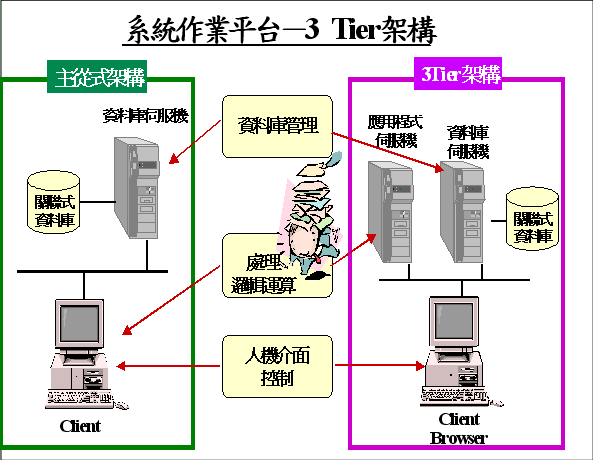 系統作業平台—3 Tier架構
主從式架構
3Tier架構
資料庫伺服機
資料庫管理
應用程式
伺服機
資料庫
伺服機
關聯式
資料庫
關聯式
資料庫
處理
邏輯運算
人機介面
控制
Client
Client
Browser